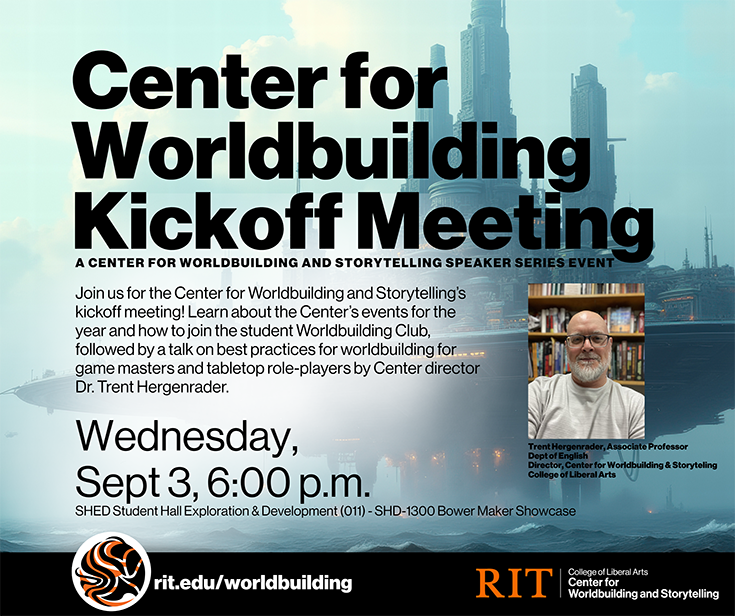 Center for
Worldbuilding
Kickoff Meeting
A CENTER FOR WORLDBUILDING AND STORYTELLING SPEAKER SERIES EVENT
Join us for the Center for Worldbuilding and Storytelling's
kickoff meeting! Learn about the Center's events for the
year and how to join the student Worldbuilding Club,
followed by a talk on best practices for worldbuilding for
game masters and tabletop role-players by Center director
Dr. Trent Hergenrader.
Trent Hergenrader, Associate Professor
Dept of English
Director, Center for Worldbuilding & Storyteling
College of Liberal Arts
Wednesday,
Sept 3, 6:00 p.m.
SHED Student Hall Exploration & Development (011) - SHD-1300 Bower Maker Showcase
rit.edu/worldbuilding
RIT
College of Liberal Arts
Center for
Worldbuilding and Storytelling